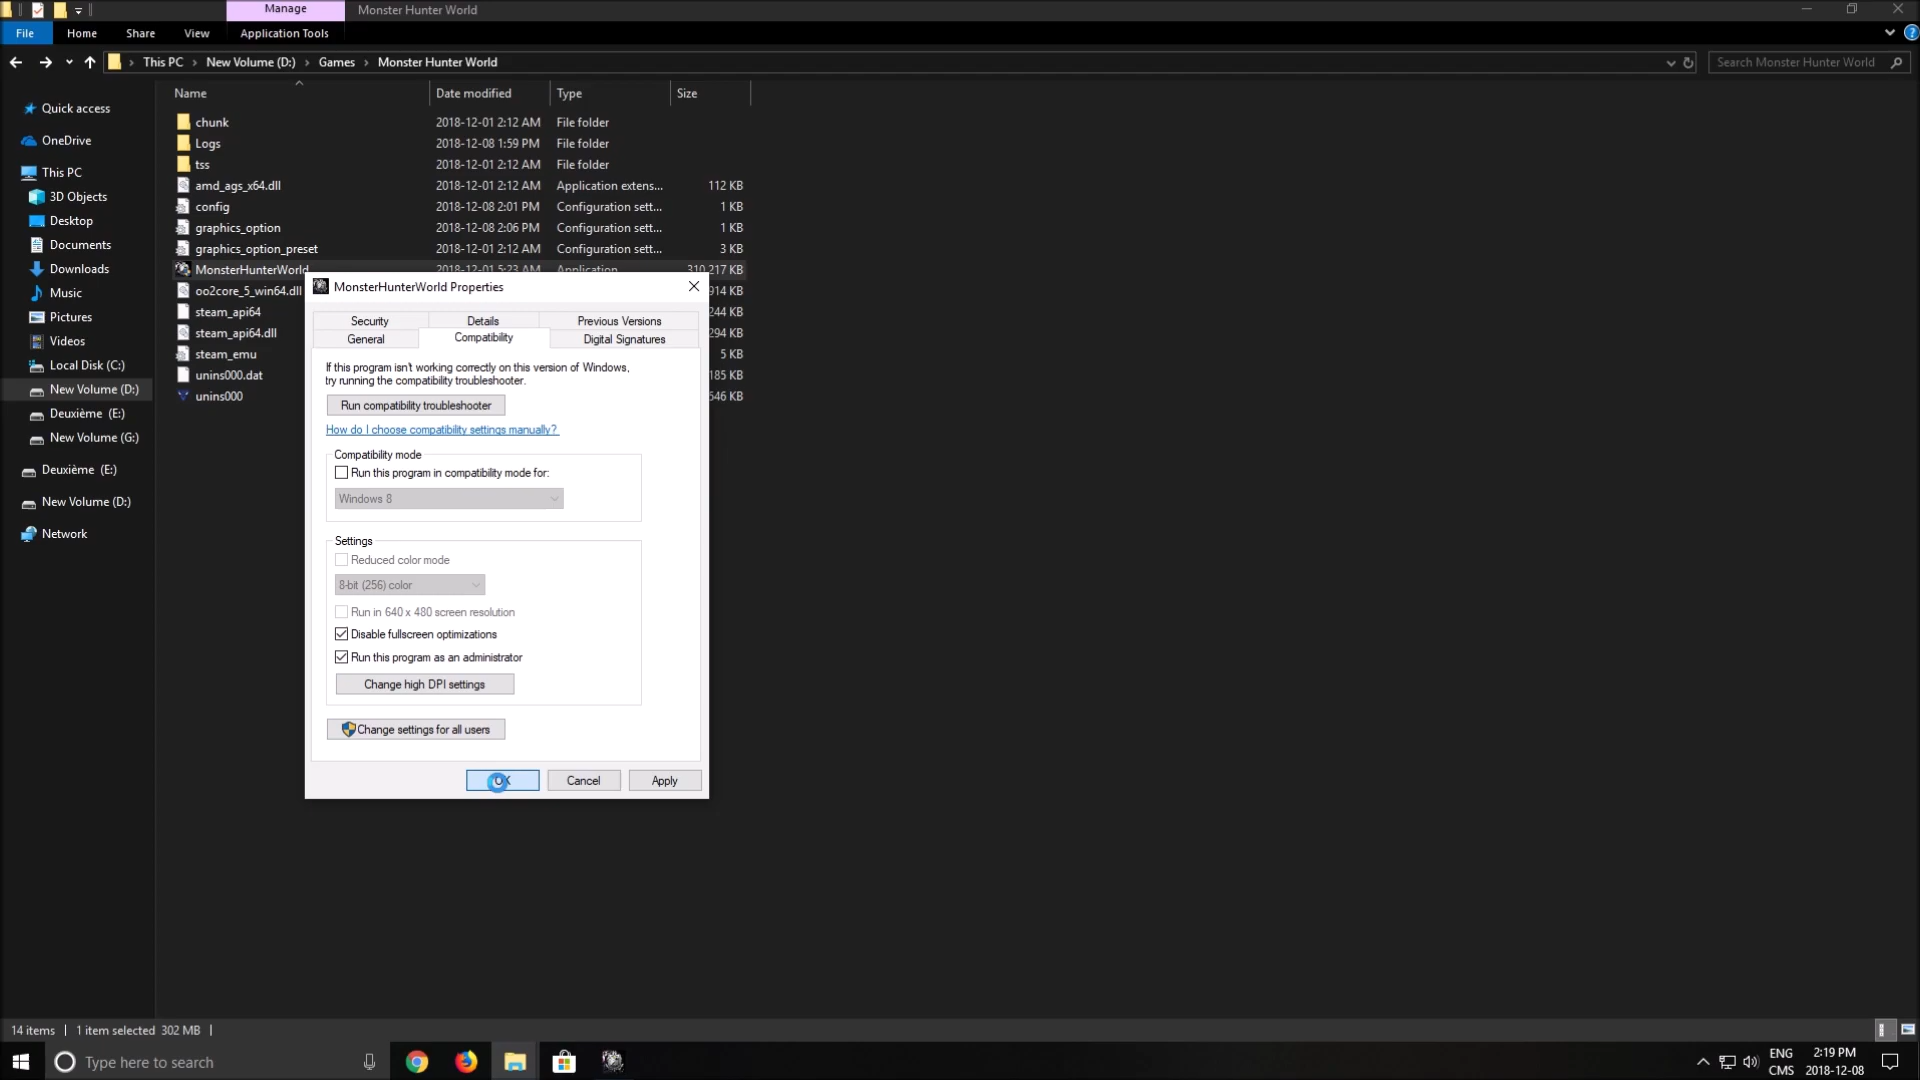 Manage
Monster Hunter World
File
Home
Share
View
Application Tools
This PC
New Volume (D:)
Games
Monster Hunter World
Search Monster Hunter World
Name
Date modified
Type
Size
Quick access
OneDrive
This PC
3D Objects
Desktop
Documents
Downloads
Music
Pictures
Videos
Local Disk (C:)
New Volume (D:)
Deuxième (E:)
New Volume (G:)
Deuxième (E:)
New Volume (D:)
Network
chunk 2018-12-01 2:12 AM File folder
Logs 2018-12-08 1:59 PM File folder
tss 2018-12-01 2:12 AM File folder
amd_ags_x64.dll 2018-12-01 2:12 AM Application extens... 112 KB
config 2018-12-08 2:01 PM Configuration sett... 1 KB
graphics_option 2018-12-08 2:06 PM Configuration sett... 1 KB
graphics_option_preset 2018-12-01 2:12 AM Configuration sett... 3 KB
MonsterHunterWorld 2018-12-01 5:23 AM Application 310,217 KB
oo2core_5_win64.dll 914 KB
steam_api64 244 KB
steam_api64.dll 294 KB
steam_emu 5 KB
unins000.dat 185 KB
unins000 546 KB
MonsterHunterWorld Properties
Security
Details
Previous Versions
General
Compatibility
Digital Signatures
If this program isn't working correctly on this version of Windows,
try running the compatibility troubleshooter.
Run compatibility troubleshooter
How do I choose compatibility settings manually?
Compatibility mode
Run this program in compatibility mode for:
Windows 8
Settings
Reduced color mode
8-bit (256) color
Run in 640 x 480 screen resolution
Disable fullscreen optimizations
Run this program as an administrator
Change high DPI settings
Change settings for all users
OK
Cancel
Apply
14 items
1 item selected 302 MB
Type here to search
ENG
CMS
2:19 PM
2018-12-08